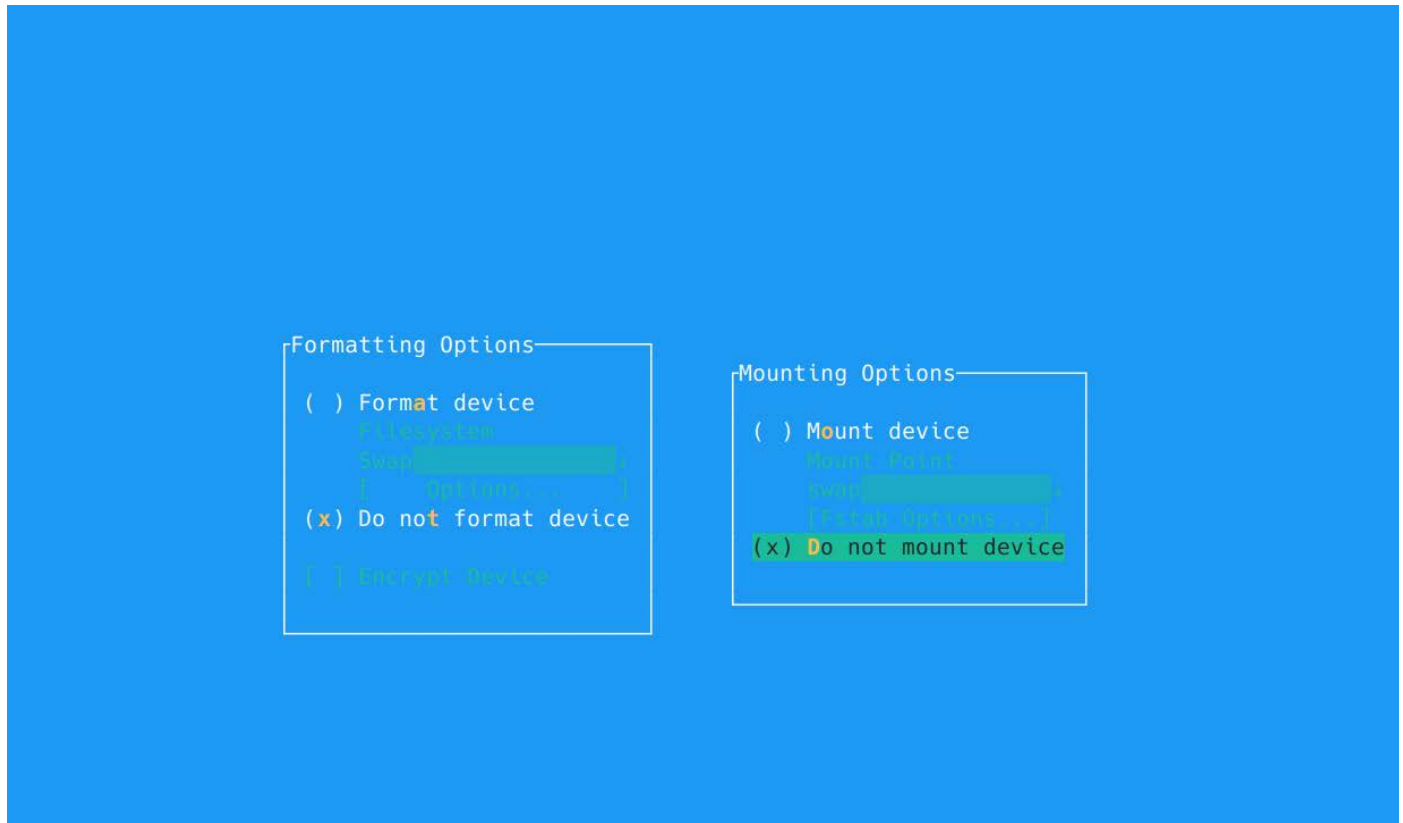 Formatting Options
( ) Format device
Filesystem
Swap
[ Options... ]
(x) Do not format device
[ ] Encrypt Device
Mounting Options
( ) Mount device
Mount Point
swap
[Fstab Options...]
(x) Do not mount device